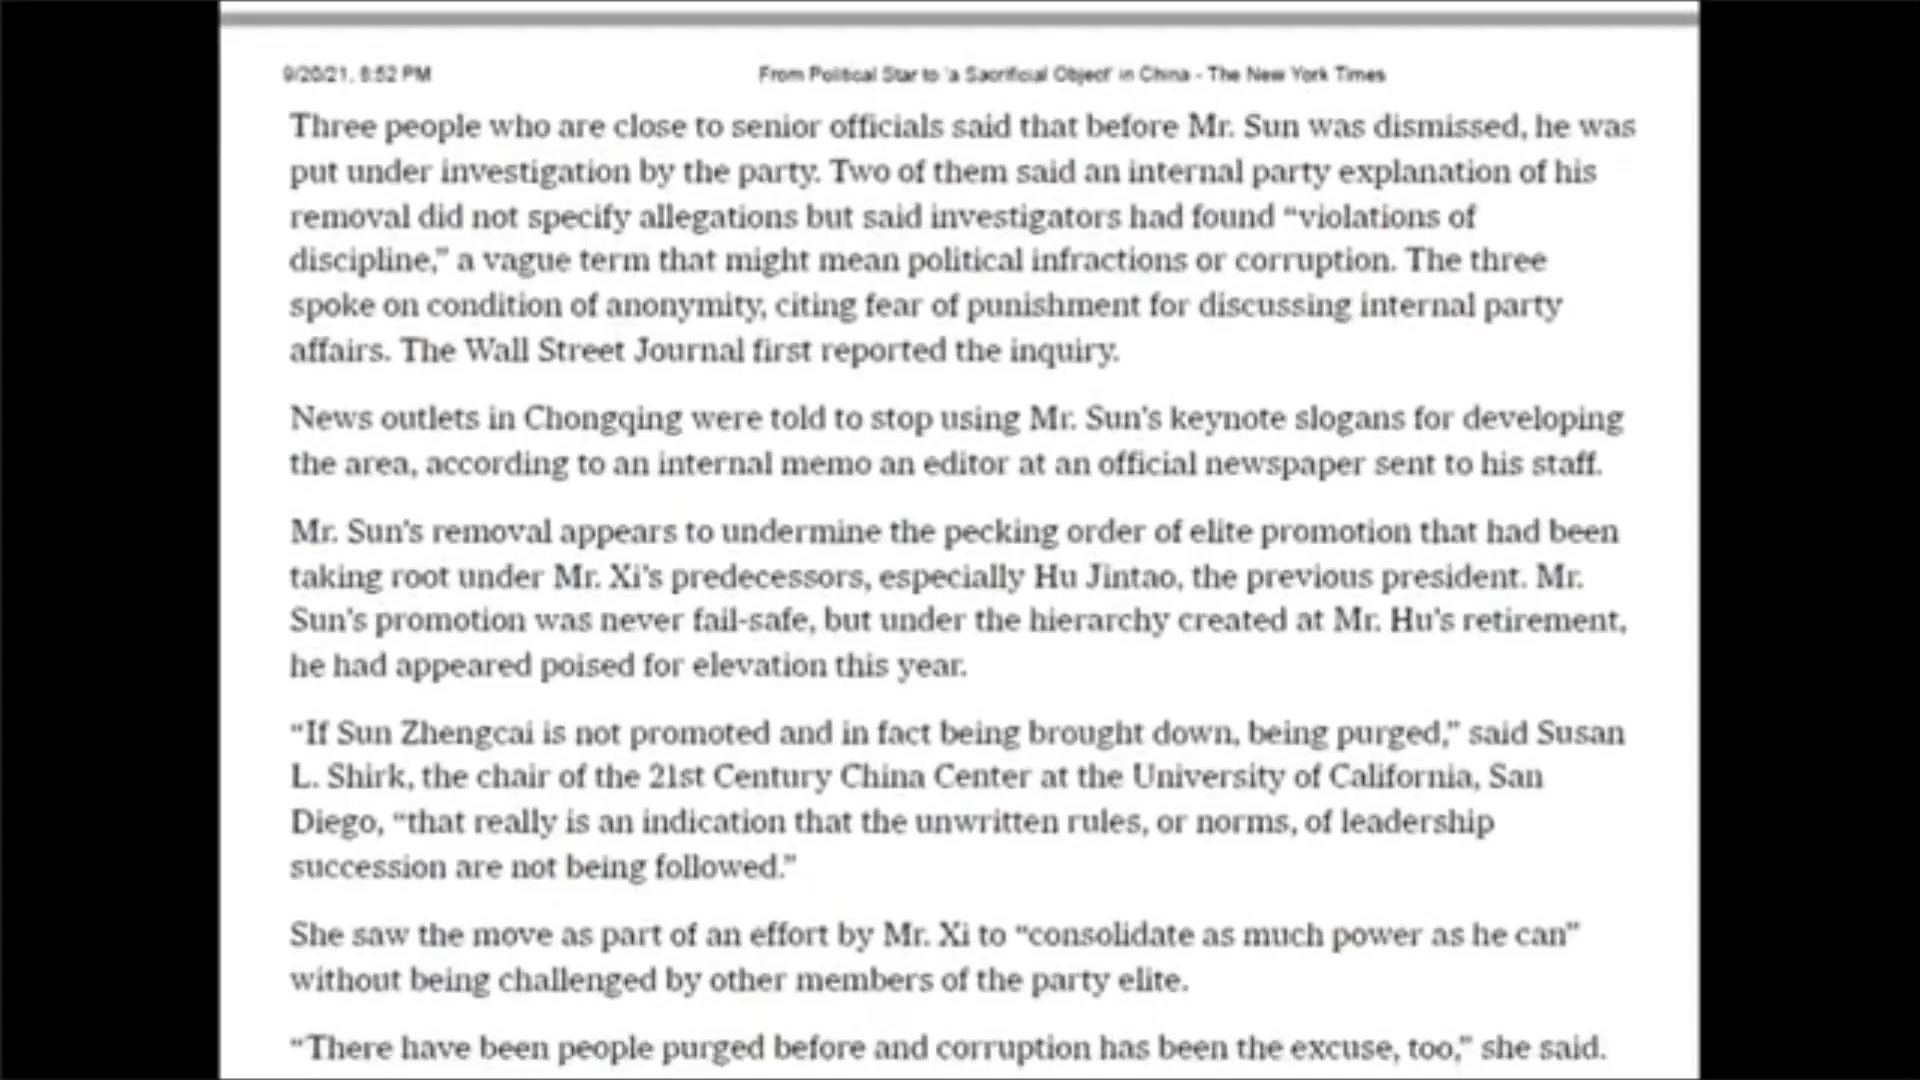 9/20/21, 8:52 PM
From Political Star to 'a Sacrificial Object' in China - The New York Times
Three people who are close to senior officials said that before Mr. Sun was dismissed, he was
put under investigation by the party. Two of them said an internal party explanation of his
removal did not specify allegations but said investigators had found “violations of
discipline,” a vague term that might mean political infractions or corruption. The three
spoke on condition of anonymity, citing fear of punishment for discussing internal party
affairs. The Wall Street Journal first reported the inquiry.
News outlets in Chongqing were told to stop using Mr. Sun's keynote slogans for developing
the area, according to an internal memo an editor at an official newspaper sent to his staff.
Mr. Sun's removal appears to undermine the pecking order of elite promotion that had been
taking root under Mr. Xi's predecessors, especially Hu Jintao, the previous president. Mr.
Sun's promotion was never fail-safe, but under the hierarchy created at Mr. Hu's retirement,
he had appeared poised for elevation this year.
“If Sun Zhengcai is not promoted and in fact being brought down, being purged,” said Susan
L. Shirk, the chair of the 21st Century China Center at the University of California, San
Diego, “that really is an indication that the unwritten rules, or norms, of leadership
succession are not being followed.”
She saw the move as part of an effort by Mr. Xi to “consolidate as much power as he can”
without being challenged by other members of the party elite.
“There have been people purged before and corruption has been the excuse, too,” she said.